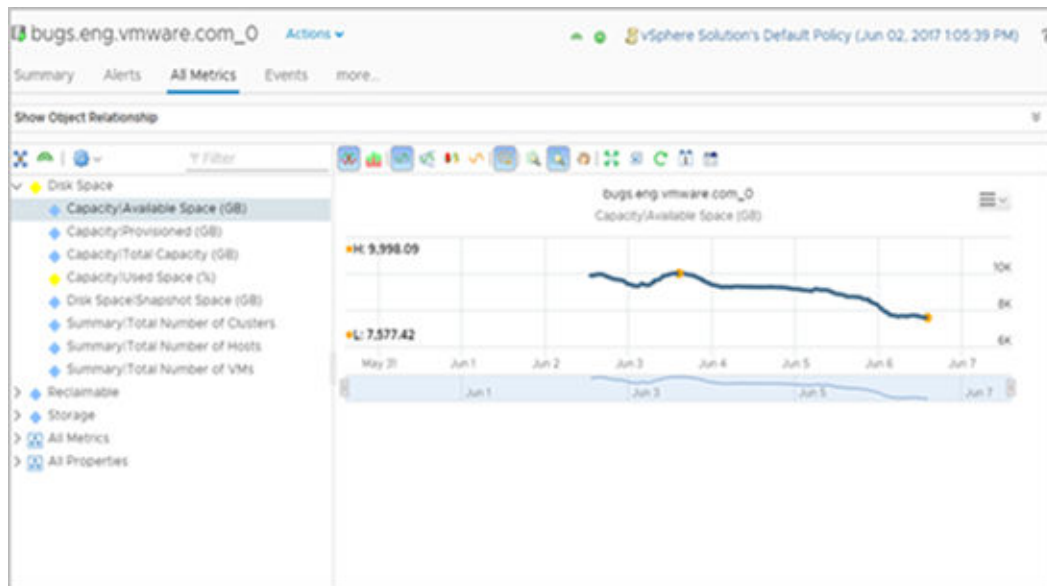 bugs.eng.vmware.com_0 Actions vSphere Solution's Default Policy (Jun 02, 2017 1:05:39 PM) ?
Summary Alerts All Metrics Events more...
Show Object Relationship
Filter
Disk Space
Capacity|Available Space (GB)
Capacity|Provisioned (GB)
Capacity|Total Capacity (GB)
Capacity|Used Space (%)
Disk Space|Snapshot Space (GB)
Summary|Total Number of Clusters
Summary|Total Number of Hosts
Summary|Total Number of VMs
Reclaimable
Storage
All Metrics
All Properties
bugs.eng.vmware.com_0
Capacity|Available Space (GB)
H: 9,998.09
10K
8K
L: 7,577.42
6K
May 31 Jun 1 Jun 2 Jun 3 Jun 4 Jun 5 Jun 6 Jun 7
Jun 1 Jun 3 Jun 5 Jun 7